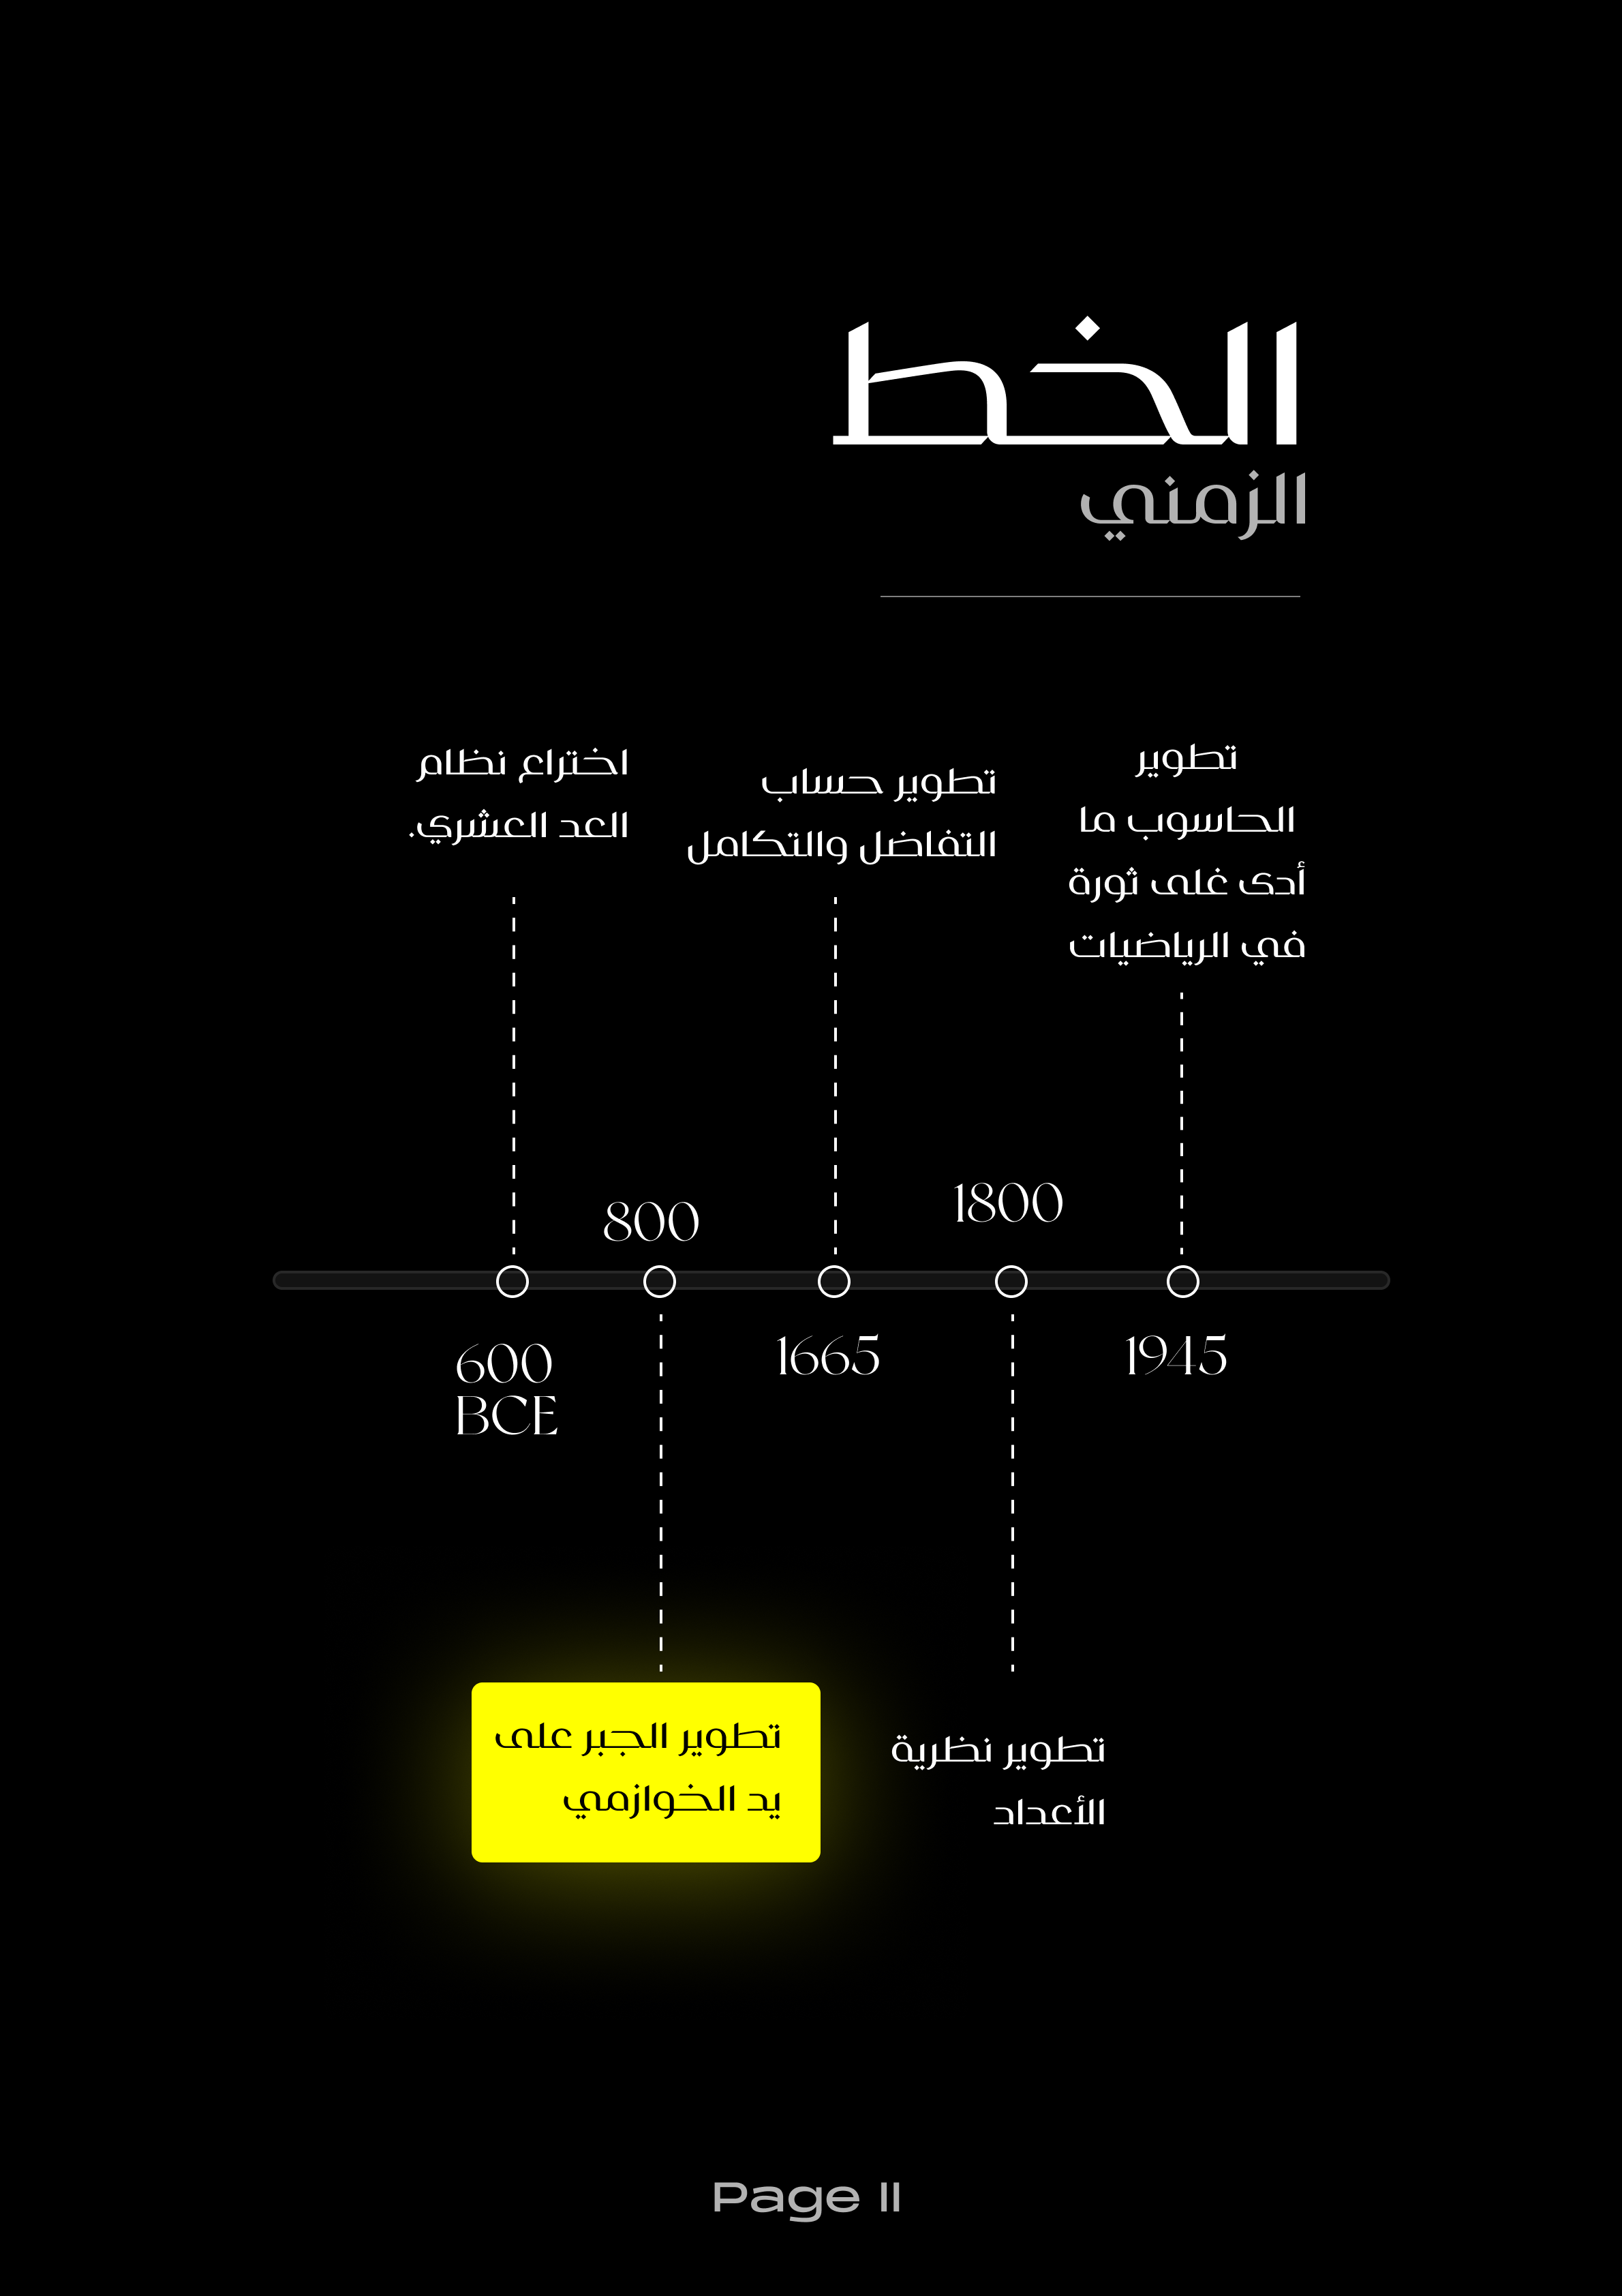 الخط
الزمني
اختراع نظام
العد العشري.
تطوير حساب
التفاضل والتكامل
تطوير
الحاسوب ما
أدى غلى ثورة
في الرياضيات
800
1800
600
BCE
1665
1945
تطوير الجبر على
يد الخوازمي
تطوير نظرية
الأعداد
Page II